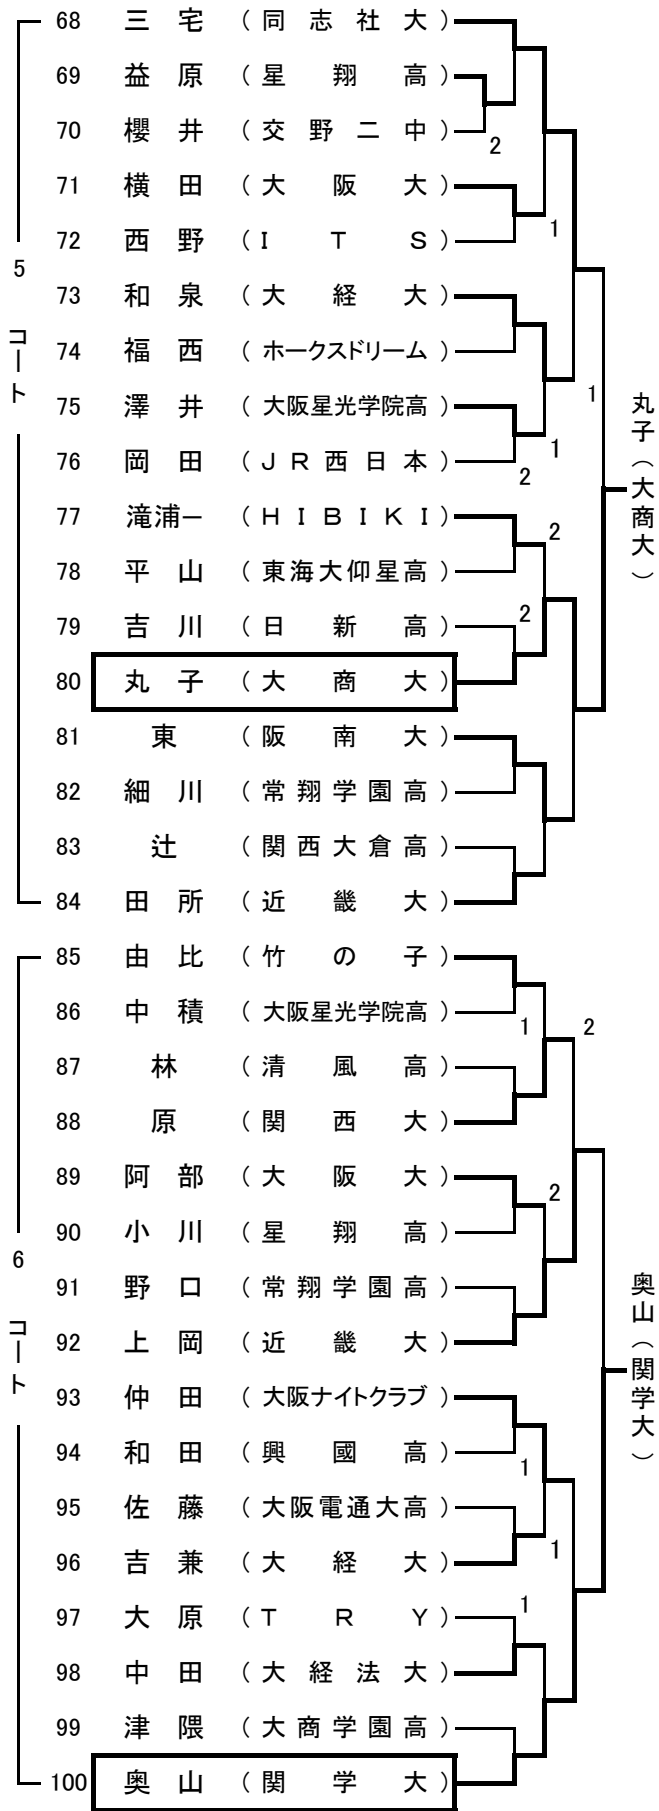 68 三宅 (同志社大)
69 益原 (星翔高)
70 櫻井 (交野二中)
2
71 横田 (大阪大)
1
72 西野 (ITS)
5コート
73 和泉 (大経大)
74 福西 (ホークスドリーム)
1
75 澤井 (大阪星光学院高)
1
76 岡田 (JR西日本)
2
丸子(大商大)
77 滝浦一 (HIBIKI)
2
78 平山 (東海大仰星高)
79 吉川 (日新高)
2
80 丸子 (大商大)
81 東 (阪南大)
82 細川 (常翔学園高)
83 辻 (関西大倉高)
84 田所 (近畿大)
85 由比 (竹の子)
86 中積 (大阪星光学院高)
1
2
87 林 (清風高)
88 原 (関西大)
89 阿部 (大阪大)
2
90 小川 (星翔高)
6コート
91 野口 (常翔学園高)
92 上岡 (近畿大)
奥山(関学大)
93 仲田 (大阪ナイトクラブ)
94 和田 (興國高)
1
95 佐藤 (大阪電通大高)
1
96 吉兼 (大経大)
97 大原 (TRY)
1
98 中田 (大経法大)
99 津隈 (大商学園高)
100 奥山 (関学大)